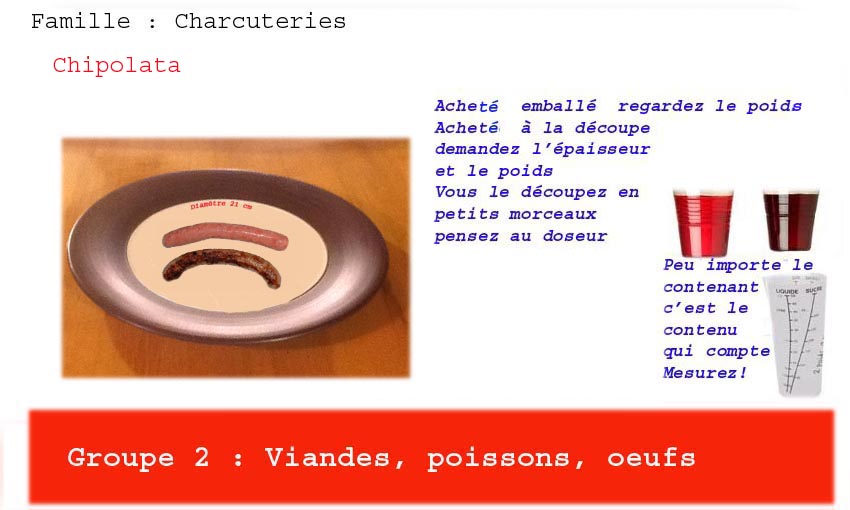 Famille : Charcuteries
Chipolata
Acheté emballé regardez le poids
Acheté à la découpe
demandez l'épaisseur
et le poids
Vous le découpez en
petits morceaux
pensez au doseur
Diamètre 21 cm
Peu importe le
contenant
c'est le
contenu
qui compte
Mesurez!
LIQUIDE SUCRE
Groupe 2 : Viandes, poissons, oeufs